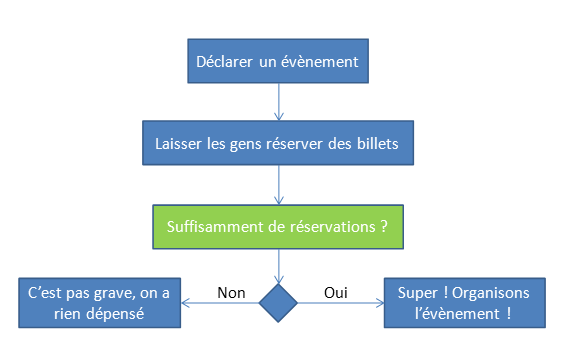 Déclarer un évènement
Laisser les gens réserver des billets
Suffisamment de réservations ?
Non
Oui
C'est pas grave, on a
rien dépensé
Super ! Organisons
l'évènement !